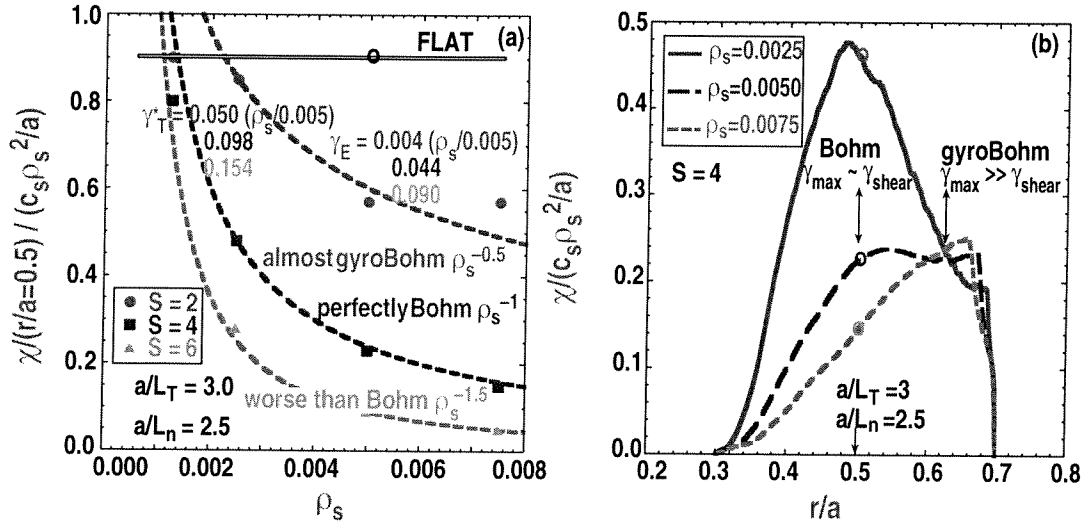 (a)
FLAT
γ*T = 0.050 (ρs/0.005)
0.098
0.154
γE = 0.004 (ρs/0.005)
0.044
0.090
almost gyroBohm ρs^-0.5
perfectly Bohm ρs^-1
worse than Bohm ρs^-1.5
S = 2
S = 4
S = 6
a/LT = 3.0
a/Ln = 2.5
χ/(r/a=0.5) / (csρs²/a)
1.0
0.8
0.6
0.4
0.2
0.0
0.000
0.002
0.004
0.006
0.008
ρs
(b)
ρs=0.0025
ρs=0.0050
ρs=0.0075
S = 4
Bohm
γmax ~ γshear
gyroBohm
γmax >> γshear
a/LT = 3
a/Ln = 2.5
χ/(csρs²/a)
0.5
0.4
0.3
0.2
0.1
0.0
0.2
0.3
0.4
0.5
0.6
0.7
0.8
r/a